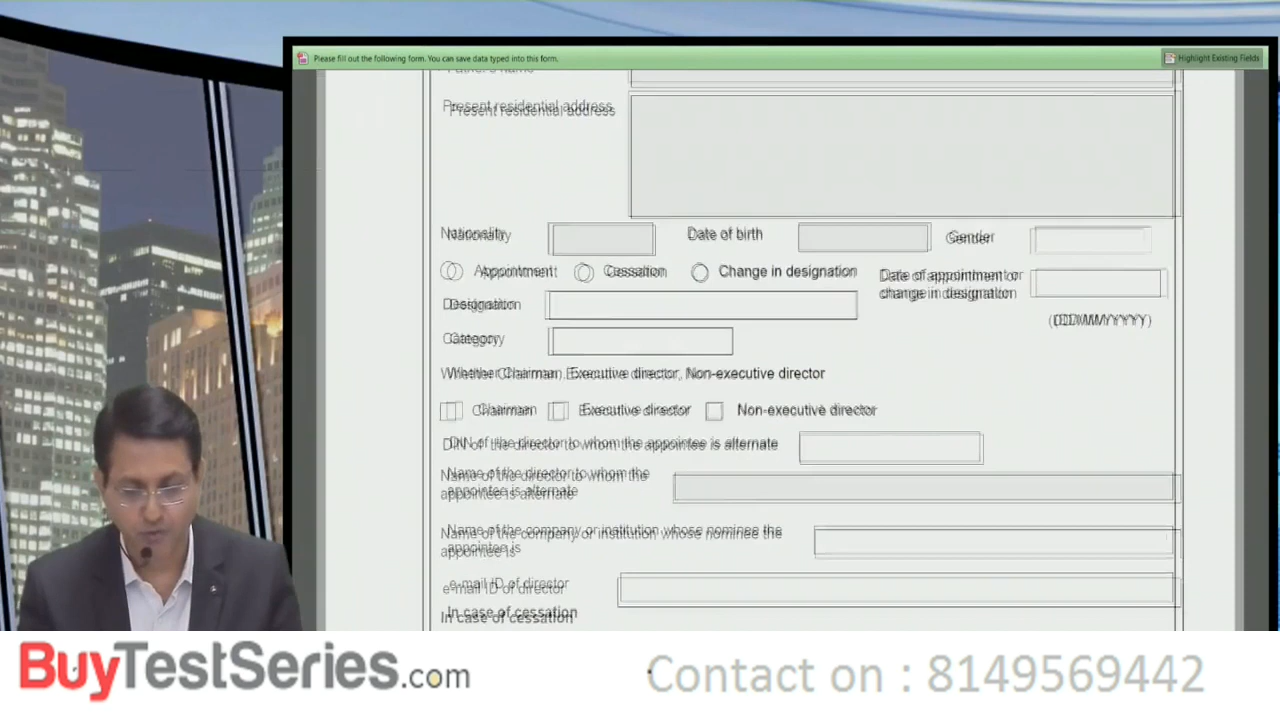 Please fill out the following form. You can save data typed into this form.
Highlight Existing Fields
Father's name
Present residential address
Nationality
Date of birth
Gender
Appointment
Cessation
Change in designation
Date of appointment or
change in designation
Designation
(DD/MM/YYYY)
Category
Whether Chairman, Executive director, Non-executive director
Chairman
Executive director
Non-executive director
DIN of the director to whom the appointee is alternate
Name of the director to whom the
appointee is alternate
Name of the company or institution whose nominee the
appointee is
e-mail ID of director
In case of cessation
BuyTestSeries.com
Contact on : 8149569442